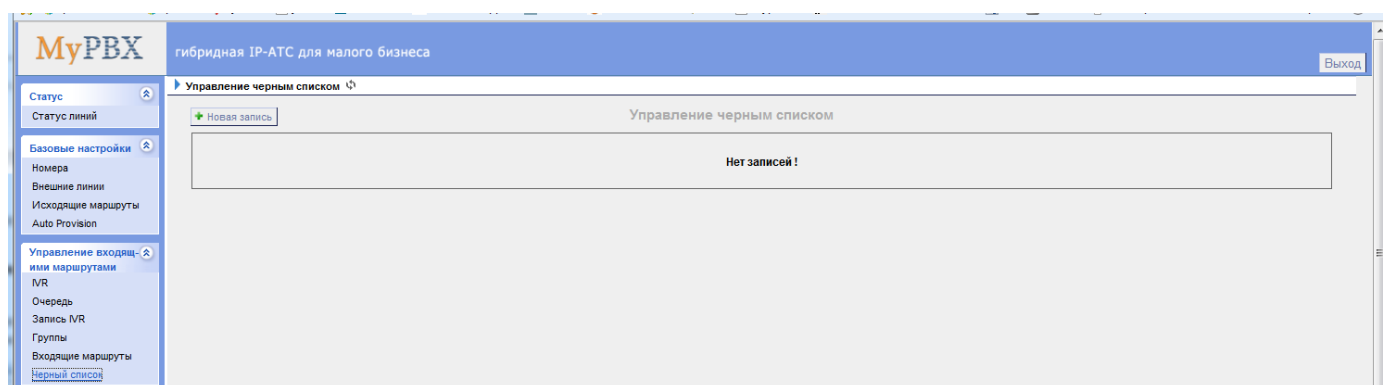 MyPBX
гибридная IP-АТС для малого бизнеса
Выход
Статус
Статус линий
Базовые настройки
Номера
Внешние линии
Исходящие маршруты
Auto Provision
Управление входящ-
ими маршрутами
IVR
Очередь
Запись IVR
Группы
Входящие маршруты
Черный список
Управление черным списком
Новая запись
Управление черным списком
Нет записей !